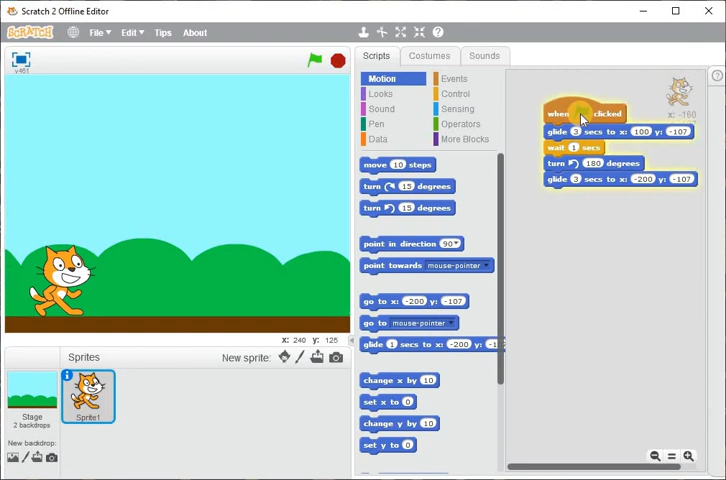 Scratch 2 Offline Editor
SCRATCH File▾ Edit▾ Tips About
v461
Scripts Costumes Sounds
Motion Events
Looks Control
Sound Sensing
Pen Operators
Data More Blocks
move 10 steps
turn 15 degrees
turn 15 degrees
point in direction 90▾
point towards mouse-pointer
go to x: -200 y: -107
go to mouse-pointer
glide 1 secs to x: -200 y:
change x by 10
set x to 0
change y by 10
set y to 0
when clicked
glide 3 secs to x: 100 y: -107
wait 1 secs
turn 180 degrees
glide 3 secs to x: -200 y: -107
x: -160
x: 240 y: 125
Sprites New sprite:
Stage
2 backdrops
New backdrop:
Sprite1